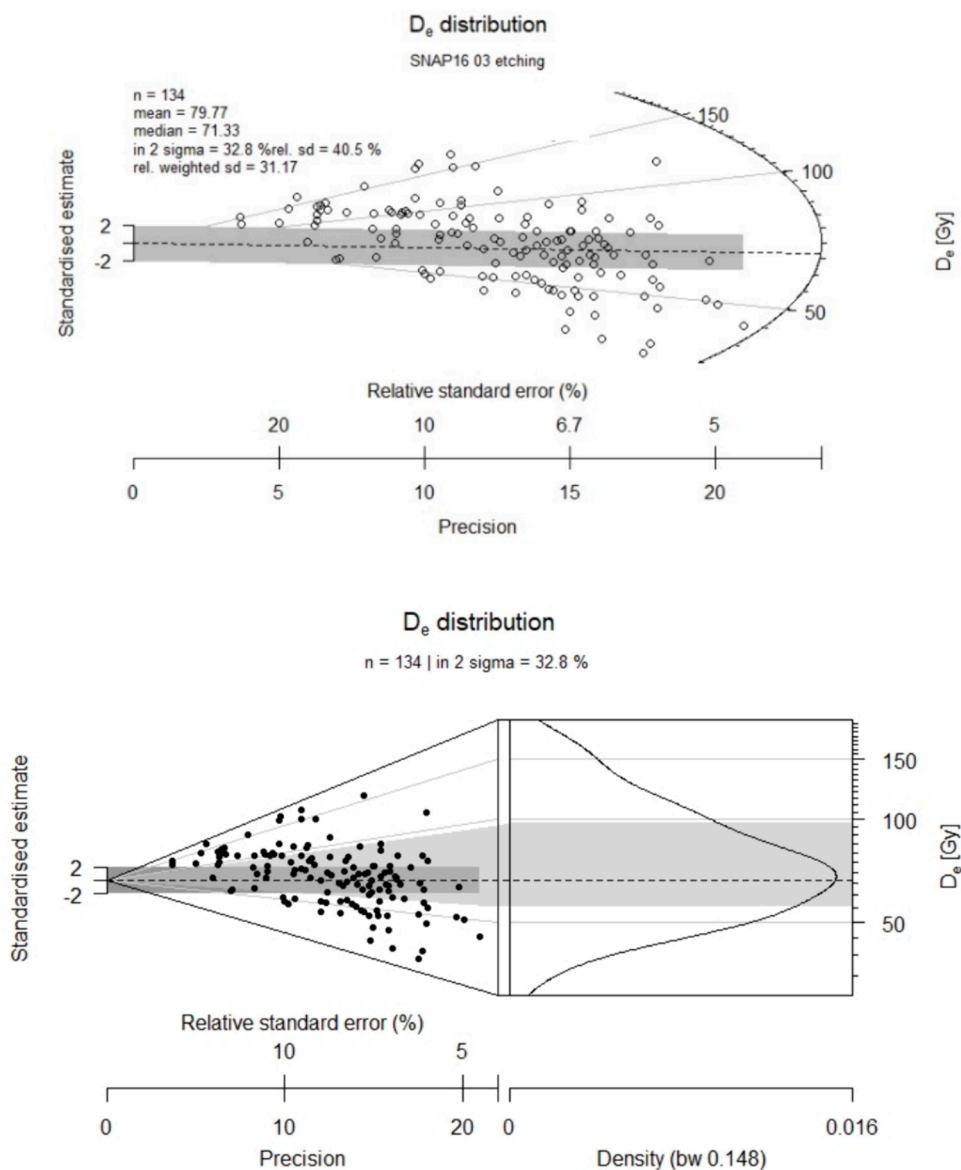 Dₑ distribution
SNAP16 03 etching
n = 134
mean = 79.77
median = 71.33
in 2 sigma = 32.8 %rel. sd = 40.5 %
rel. weighted sd = 31.17
Standardised estimate
2
-2
150
100
50
Dₑ [Gy]
Relative standard error (%)
20 10 6.7 5
0 5 10 15 20
Precision
Dₑ distribution
n = 134 | in 2 sigma = 32.8 %
Standardised estimate
2
-2
150
100
50
Dₑ [Gy]
Relative standard error (%)
10 5
0 10 20 0 0.016
Precision Density (bw 0.148)